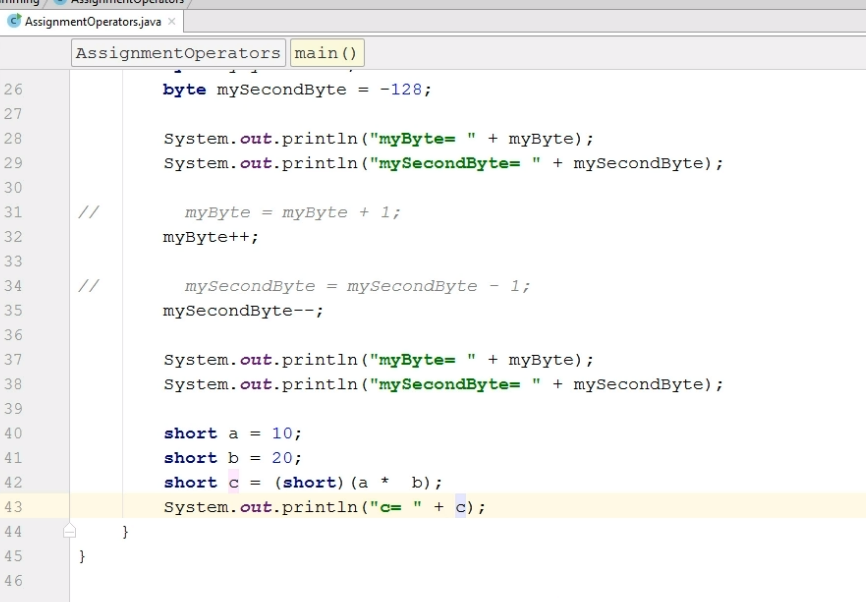 AssignmentOperators
AssignmentOperators.java ×
AssignmentOperators main()
26 byte mySecondByte = -128;
27
28 System.out.println("myByte= " + myByte);
29 System.out.println("mySecondByte= " + mySecondByte);
30
31 // myByte = myByte + 1;
32 myByte++;
33
34 // mySecondByte = mySecondByte - 1;
35 mySecondByte--;
36
37 System.out.println("myByte= " + myByte);
38 System.out.println("mySecondByte= " + mySecondByte);
39
40 short a = 10;
41 short b = 20;
42 short c = (short)(a *  b);
43 System.out.println("c= " + c);
44 }
45 }
46